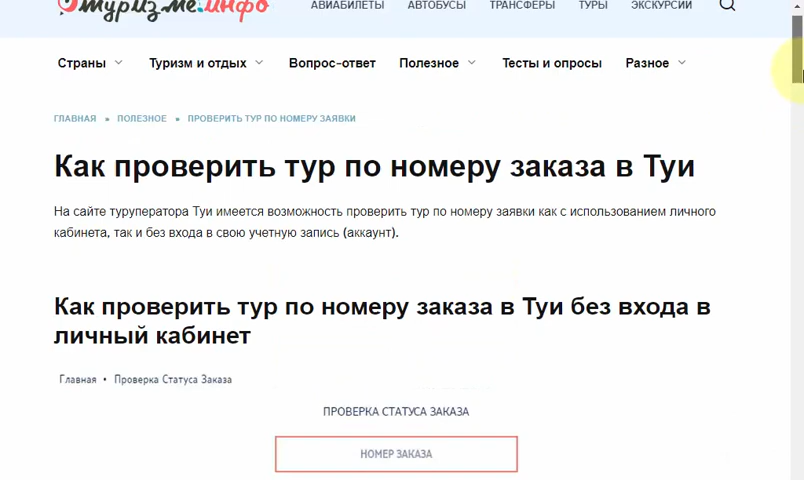 туризме.инфо
АВИАБИЛЕТЫ АВТОБУСЫ ТРАНСФЕРЫ ТУРЫ ЭКСКУРСИИ
Страны Туризм и отдых Вопрос-ответ Полезное Тесты и опросы Разное
ГЛАВНАЯ » ПОЛЕЗНОЕ » ПРОВЕРИТЬ ТУР ПО НОМЕРУ ЗАЯВКИ
Как проверить тур по номеру заказа в Туи
На сайте туруператора Туи имеется возможность проверить тур по номеру заявки как с использованием личного
кабинета, так и без входа в свою учетную запись (аккаунт).
Как проверить тур по номеру заказа в Туи без входа в
личный кабинет
Главная • Проверка Статуса Заказа
ПРОВЕРКА СТАТУСА ЗАКАЗА
НОМЕР ЗАКАЗА